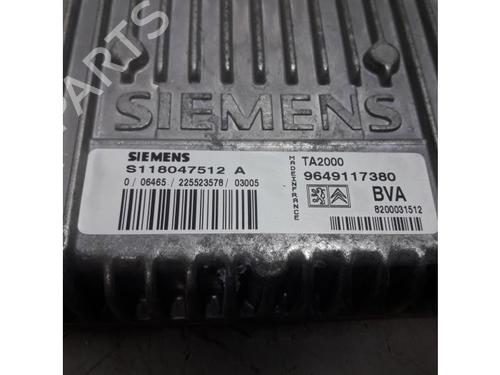 SIEMENS
SIEMENS
S118047512 A
0 / 06465 / 225523578 / 03005
MADE IN FRANCE
TA2000
9649117380
BVA
8200031512
PARTS